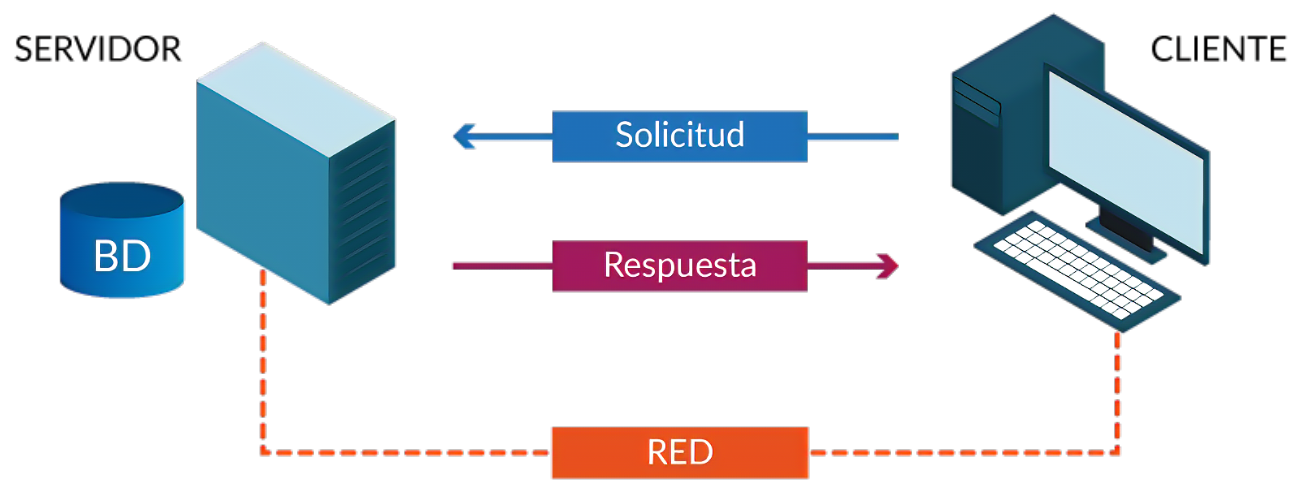 SERVIDOR
CLIENTE
Solicitud
BD
Respuesta
RED